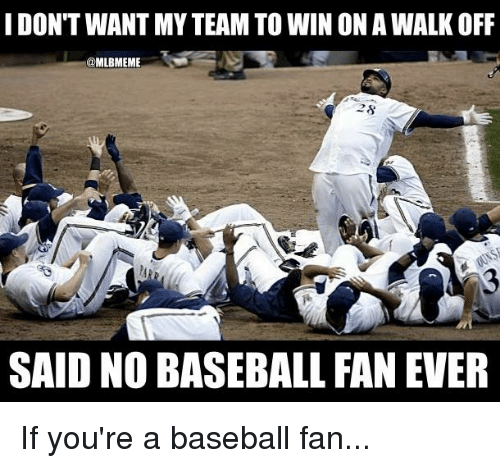 I DON'T WANT MY TEAM TO WIN ON A WALK OFF
@MLBMEME
28
3
SAID NO BASEBALL FAN EVER
If you're a baseball fan...